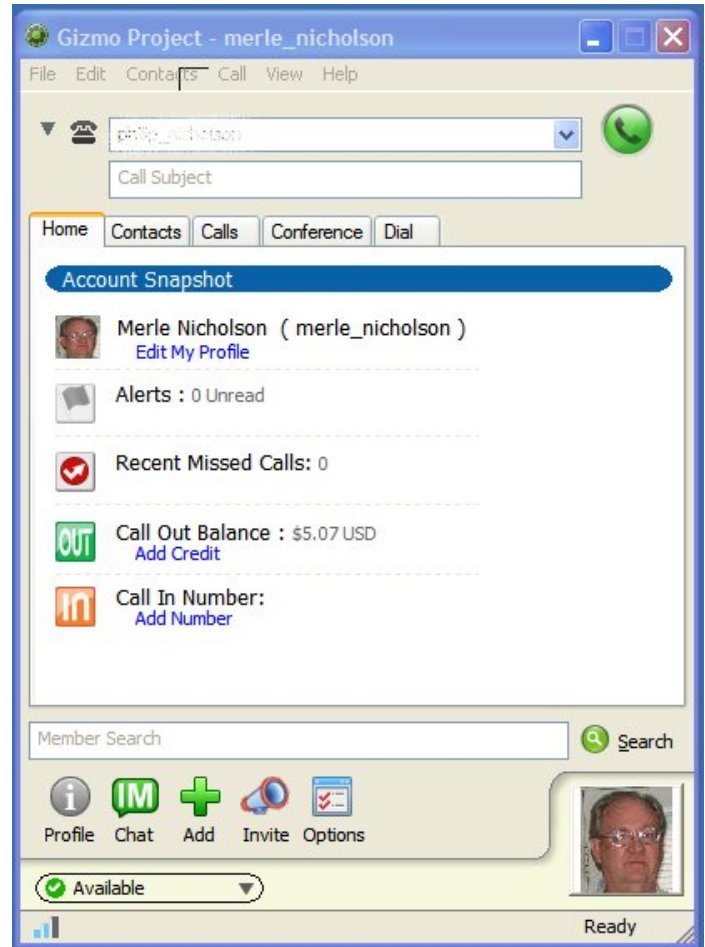 Gizmo Project - merle_nicholson
File Edit Contacts Call View Help
Call Subject
Home Contacts Calls Conference Dial
Account Snapshot
Merle Nicholson ( merle_nicholson )
Edit My Profile
Alerts : 0 Unread
Recent Missed Calls: 0
OUT Call Out Balance : $5.07 USD
Add Credit
IN Call In Number:
Add Number
Member Search Search
IM
Profile Chat Add Invite Options
Available
Ready